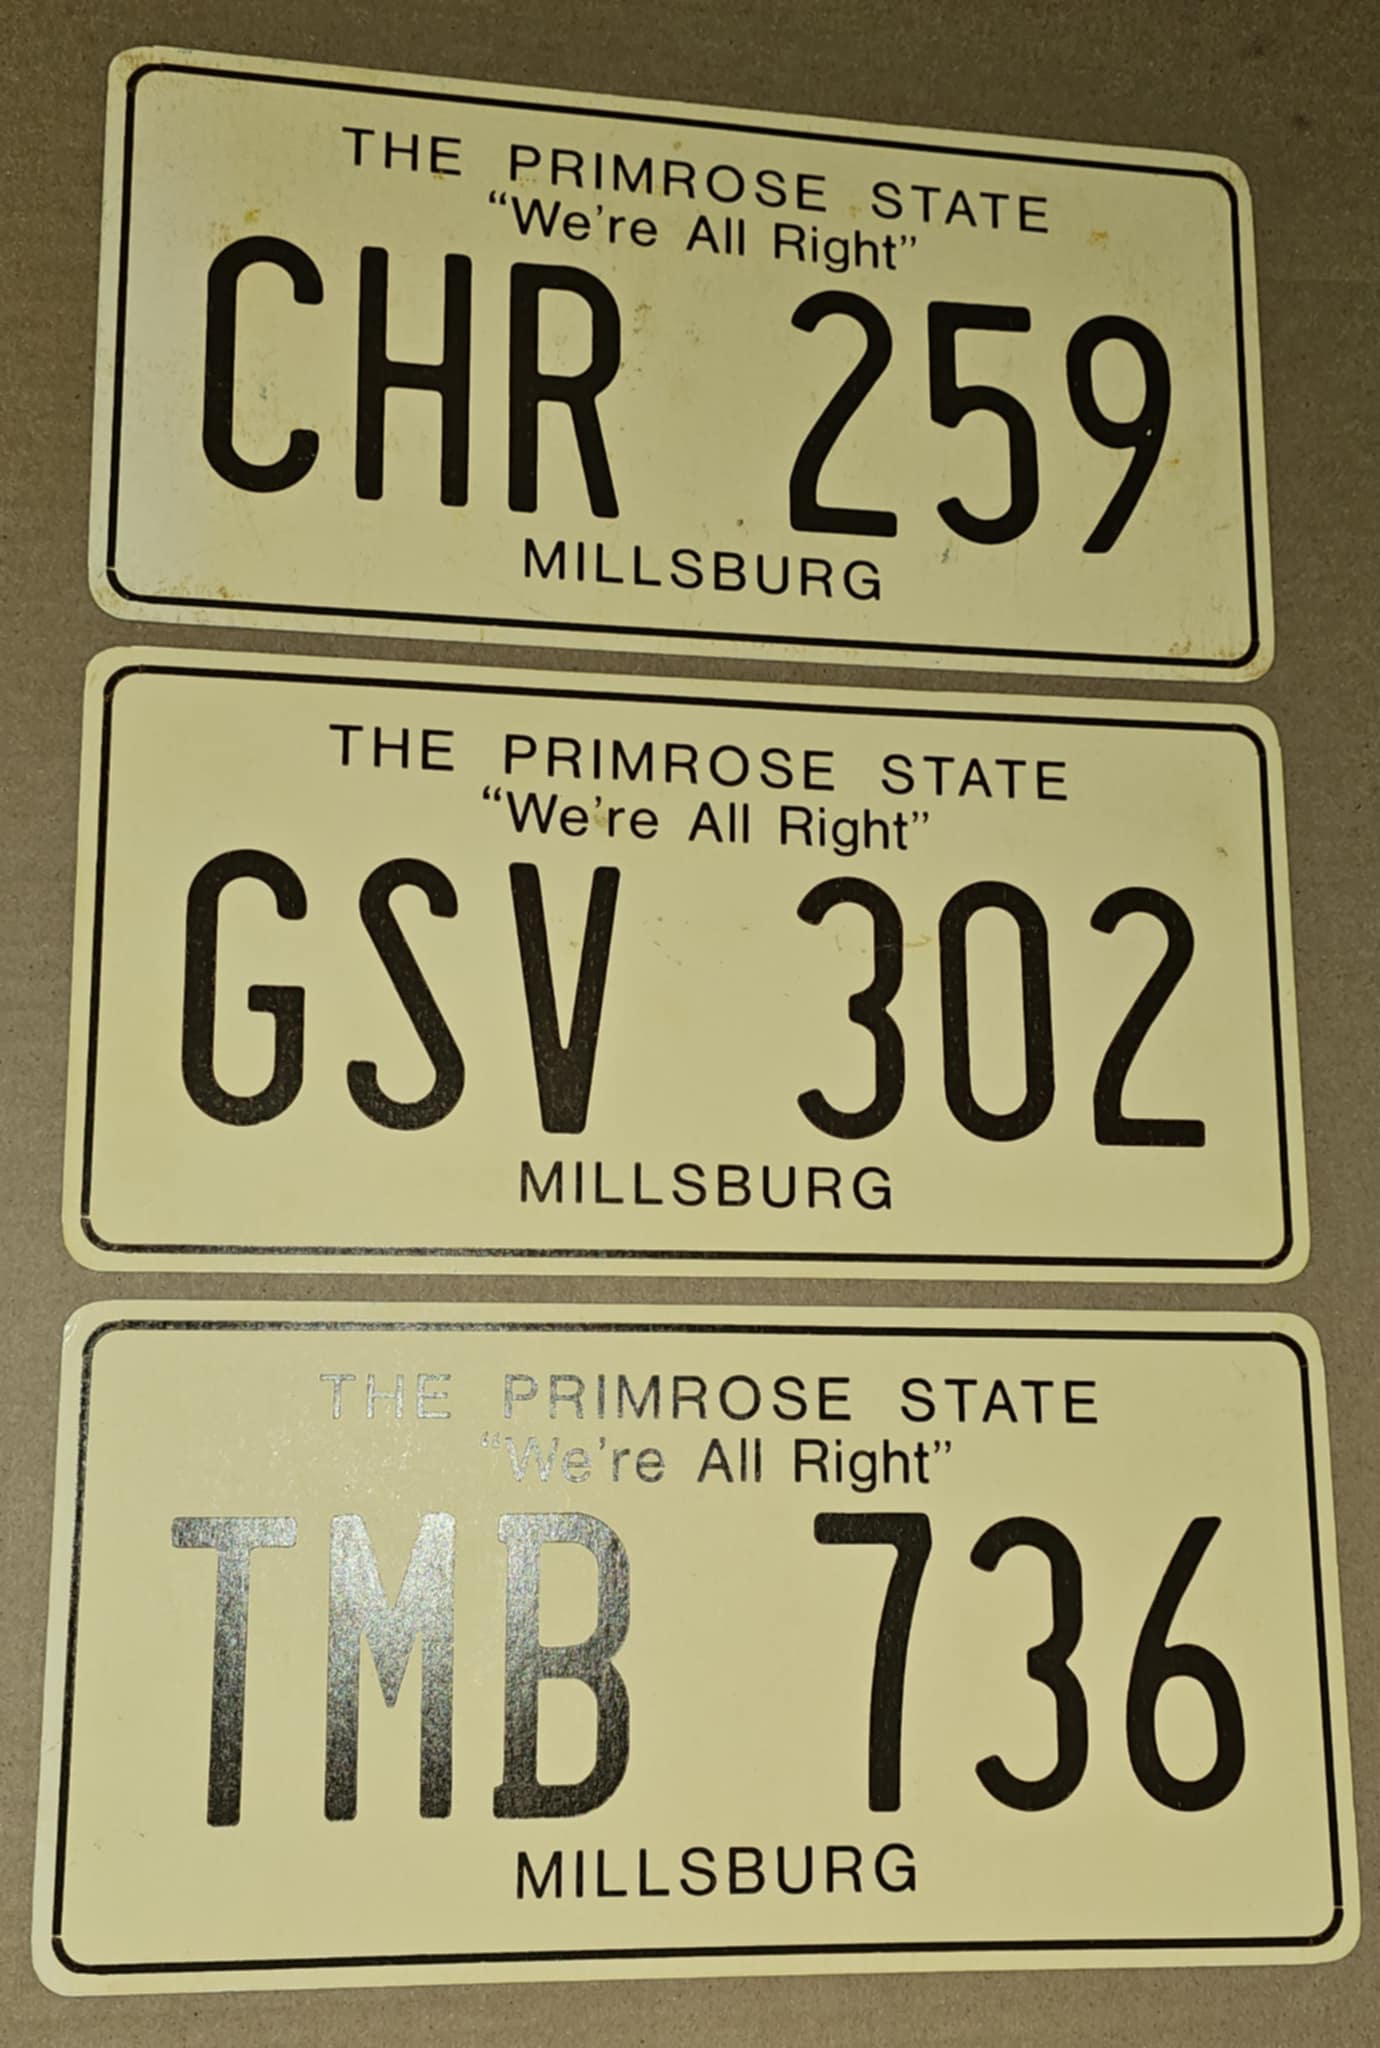 THE PRIMROSE STATE
“We’re All Right”
CHR 259
MILLSBURG
THE PRIMROSE STATE
“We’re All Right”
GSV 302
MILLSBURG
THE PRIMROSE STATE
“We’re All Right”
TMB 736
MILLSBURG